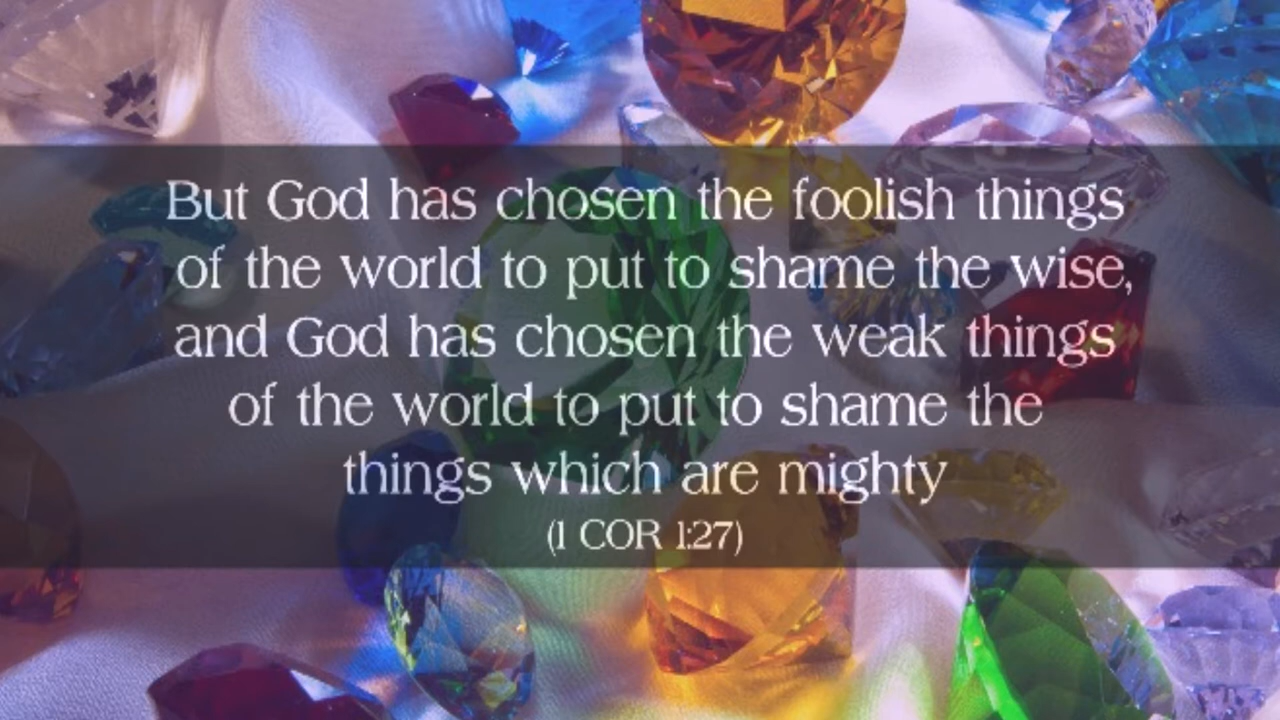 But God has chosen the foolish things
of the world to put to shame the wise,
and God has chosen the weak things
of the world to put to shame the
things which are mighty
(1 COR 1:27)